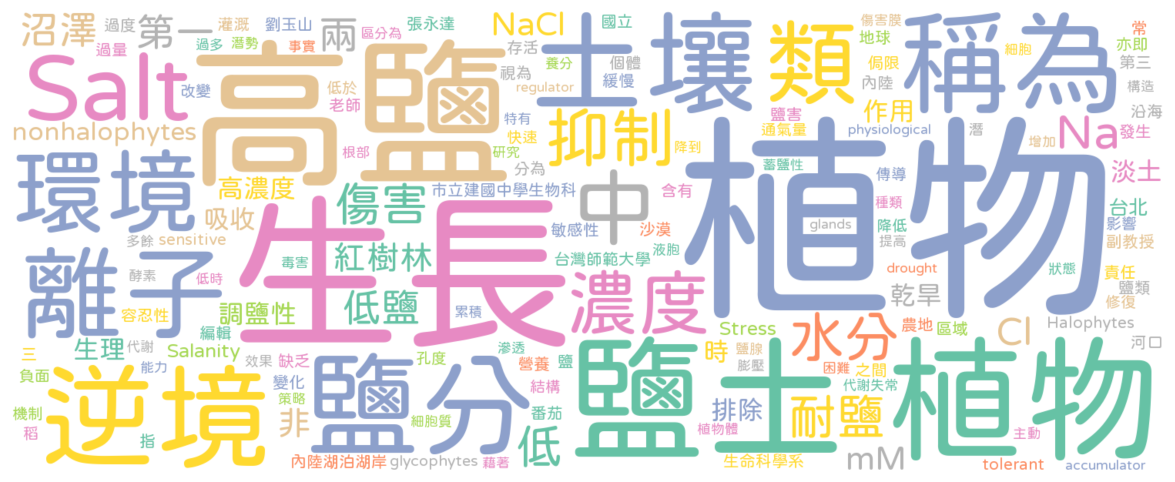 沼澤
過度
灌溉
劉玉山
第一
過量
過多
潛勢
事實
兩
區分為
張永達
NaCl
國立
存活
養分
個體
視為
緩慢
regulator
土壤
類
傷害膜
地球
侷限
細胞
內陸
作用
稱為
常
亦即
第三
構造
沿海
Salt
改變
高鹽
低於
老師
nonhalophytes
根部
特有
快速
研究
分為
抑制
鹽害
通氣量
降到
physiological
潛
增加
Na
發生
環境
高濃度
吸收
傷害
市立建國中學生物科
中
含有
蓄鹽性
傳導
種類
淡土
台北
影響
副教授
多餘
sensitive
敏感性
沙漠
glands
降低
提高
植物
離子
酵素
低時
毒害
生長
紅樹林
台灣師範大學
液胞
drought
狀態
責任
鹽類
修復
容忍性
調鹽性
編輯
低鹽
累積
濃度
乾旱
三
代謝
生理
Salanity
孔度
滲透
Stress
水分
農地
區域
Cl
Halophytes
河口
負面
能力
效果
缺乏
變化
策略
鹽分
營養
鹽
時
鹽腺
膨壓
困難
之間
代謝失常
機制
稻
逆境
指
非
結構
番茄
細胞質
低
鹽土植物
排除
植物體
耐鹽
主動
內陸湖泊湖岸
glycophytes
藉著
生命科學系
mM
tolerant
accumulator